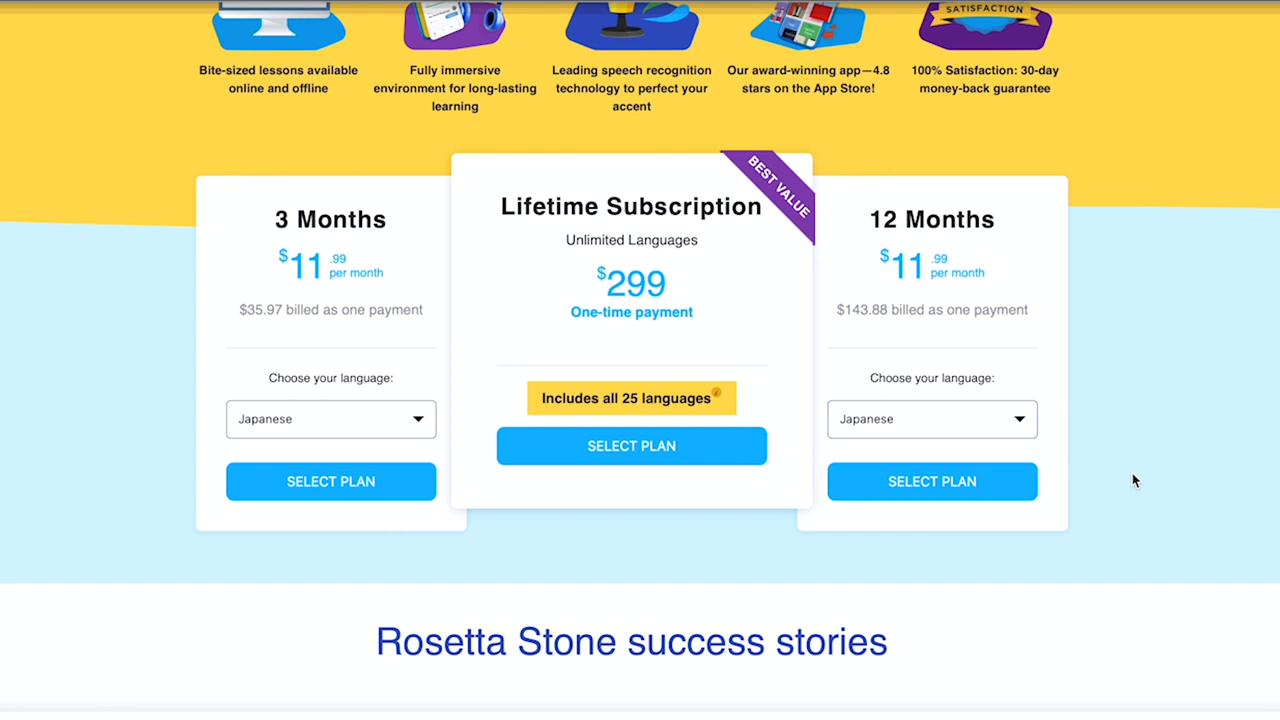 SATISFACTION
Bite-sized lessons available
online and offline
Fully immersive
environment for long-lasting
learning
Leading speech recognition
technology to perfect your
accent
Our award-winning app—4.8
stars on the App Store!
100% Satisfaction: 30-day
money-back guarantee
3 Months
$11.99
per month
$35.97 billed as one payment
Choose your language:
Japanese
SELECT PLAN
BEST VALUE
Lifetime Subscription
Unlimited Languages
$299
One-time payment
Includes all 25 languages
SELECT PLAN
12 Months
$11.99
per month
$143.88 billed as one payment
Choose your language:
Japanese
SELECT PLAN
Rosetta Stone success stories